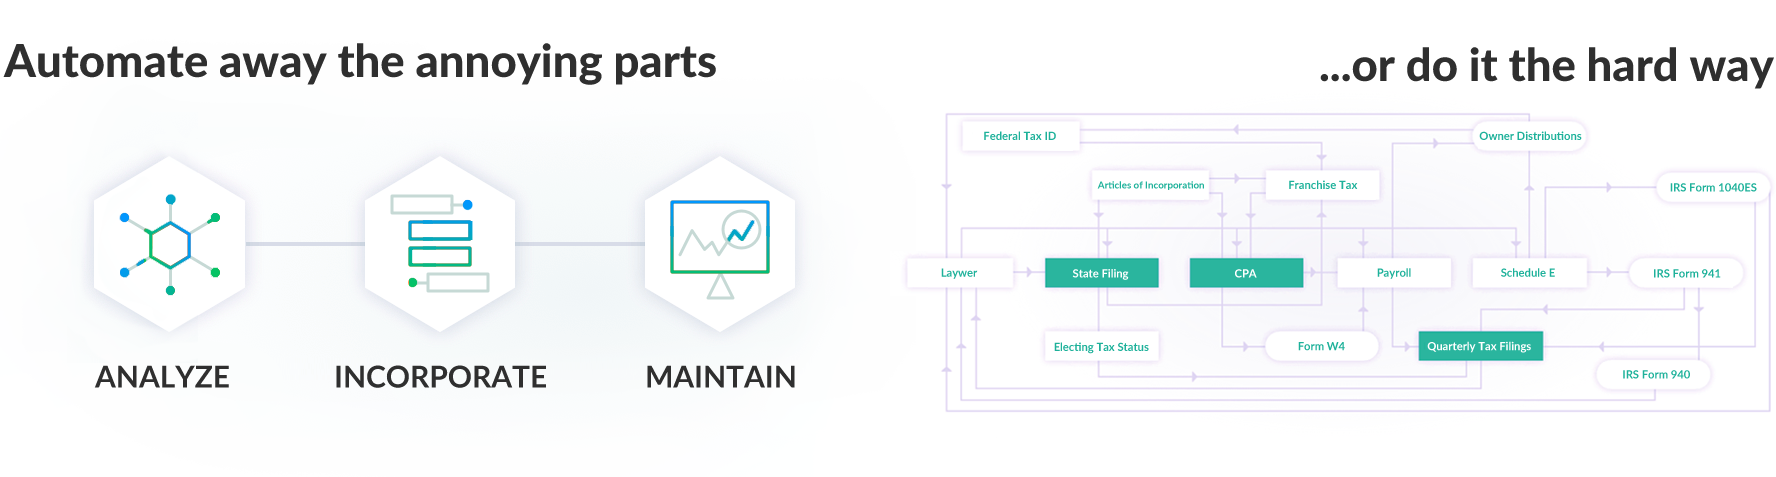 Automate away the annoying parts
...or do it the hard way
ANALYZE
INCORPORATE
MAINTAIN
Federal Tax ID
Owner Distributions
Articles of Incorporation
Franchise Tax
IRS Form 1040ES
Laywer
State Filing
CPA
Payroll
Schedule E
IRS Form 941
Electing Tax Status
Form W4
Quarterly Tax Filings
IRS Form 940